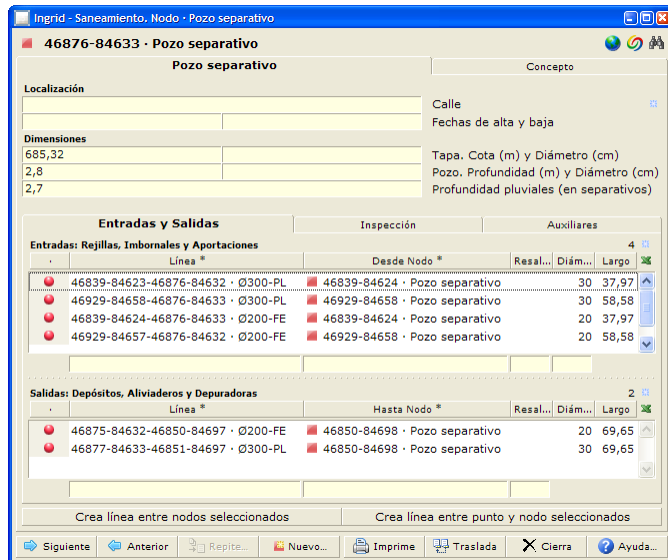 Ingrid - Saneamiento. Nodo · Pozo separativo
46876-84633 · Pozo separativo
Pozo separativo
Concepto
Localización
Calle
Fechas de alta y baja
Dimensiones
685,32
Tapa. Cota (m) y Diámetro (cm)
2,8
Pozo. Profundidad (m) y Diámetro (cm)
2,7
Profundidad pluviales (en separativos)
Entradas y Salidas
Inspección
Auxiliares
Entradas: Rejillas, Imbornales y Aportaciones 4
· Línea * Desde Nodo * Resal... Diám... Largo
46839-84623-46876-84632 · Ø300-PL 46839-84624 · Pozo separativo 30 37,97
46929-84658-46876-84633 · Ø300-PL 46929-84658 · Pozo separativo 30 58,58
46839-84624-46876-84633 · Ø200-FE 46839-84624 · Pozo separativo 20 37,97
46929-84657-46876-84632 · Ø200-FE 46929-84658 · Pozo separativo 20 58,58
Salidas: Depósitos, Aliviaderos y Depuradoras 2
· Línea * Hasta Nodo * Resal... Diám... Largo
46875-84632-46850-84697 · Ø200-FE 46850-84698 · Pozo separativo 20 69,65
46877-84633-46851-84697 · Ø300-PL 46850-84698 · Pozo separativo 30 69,65
Crea línea entre nodos seleccionados
Crea línea entre punto y nodo seleccionados
Siguiente Anterior Repite... Nuevo... Imprime Traslada Cierra Ayuda...